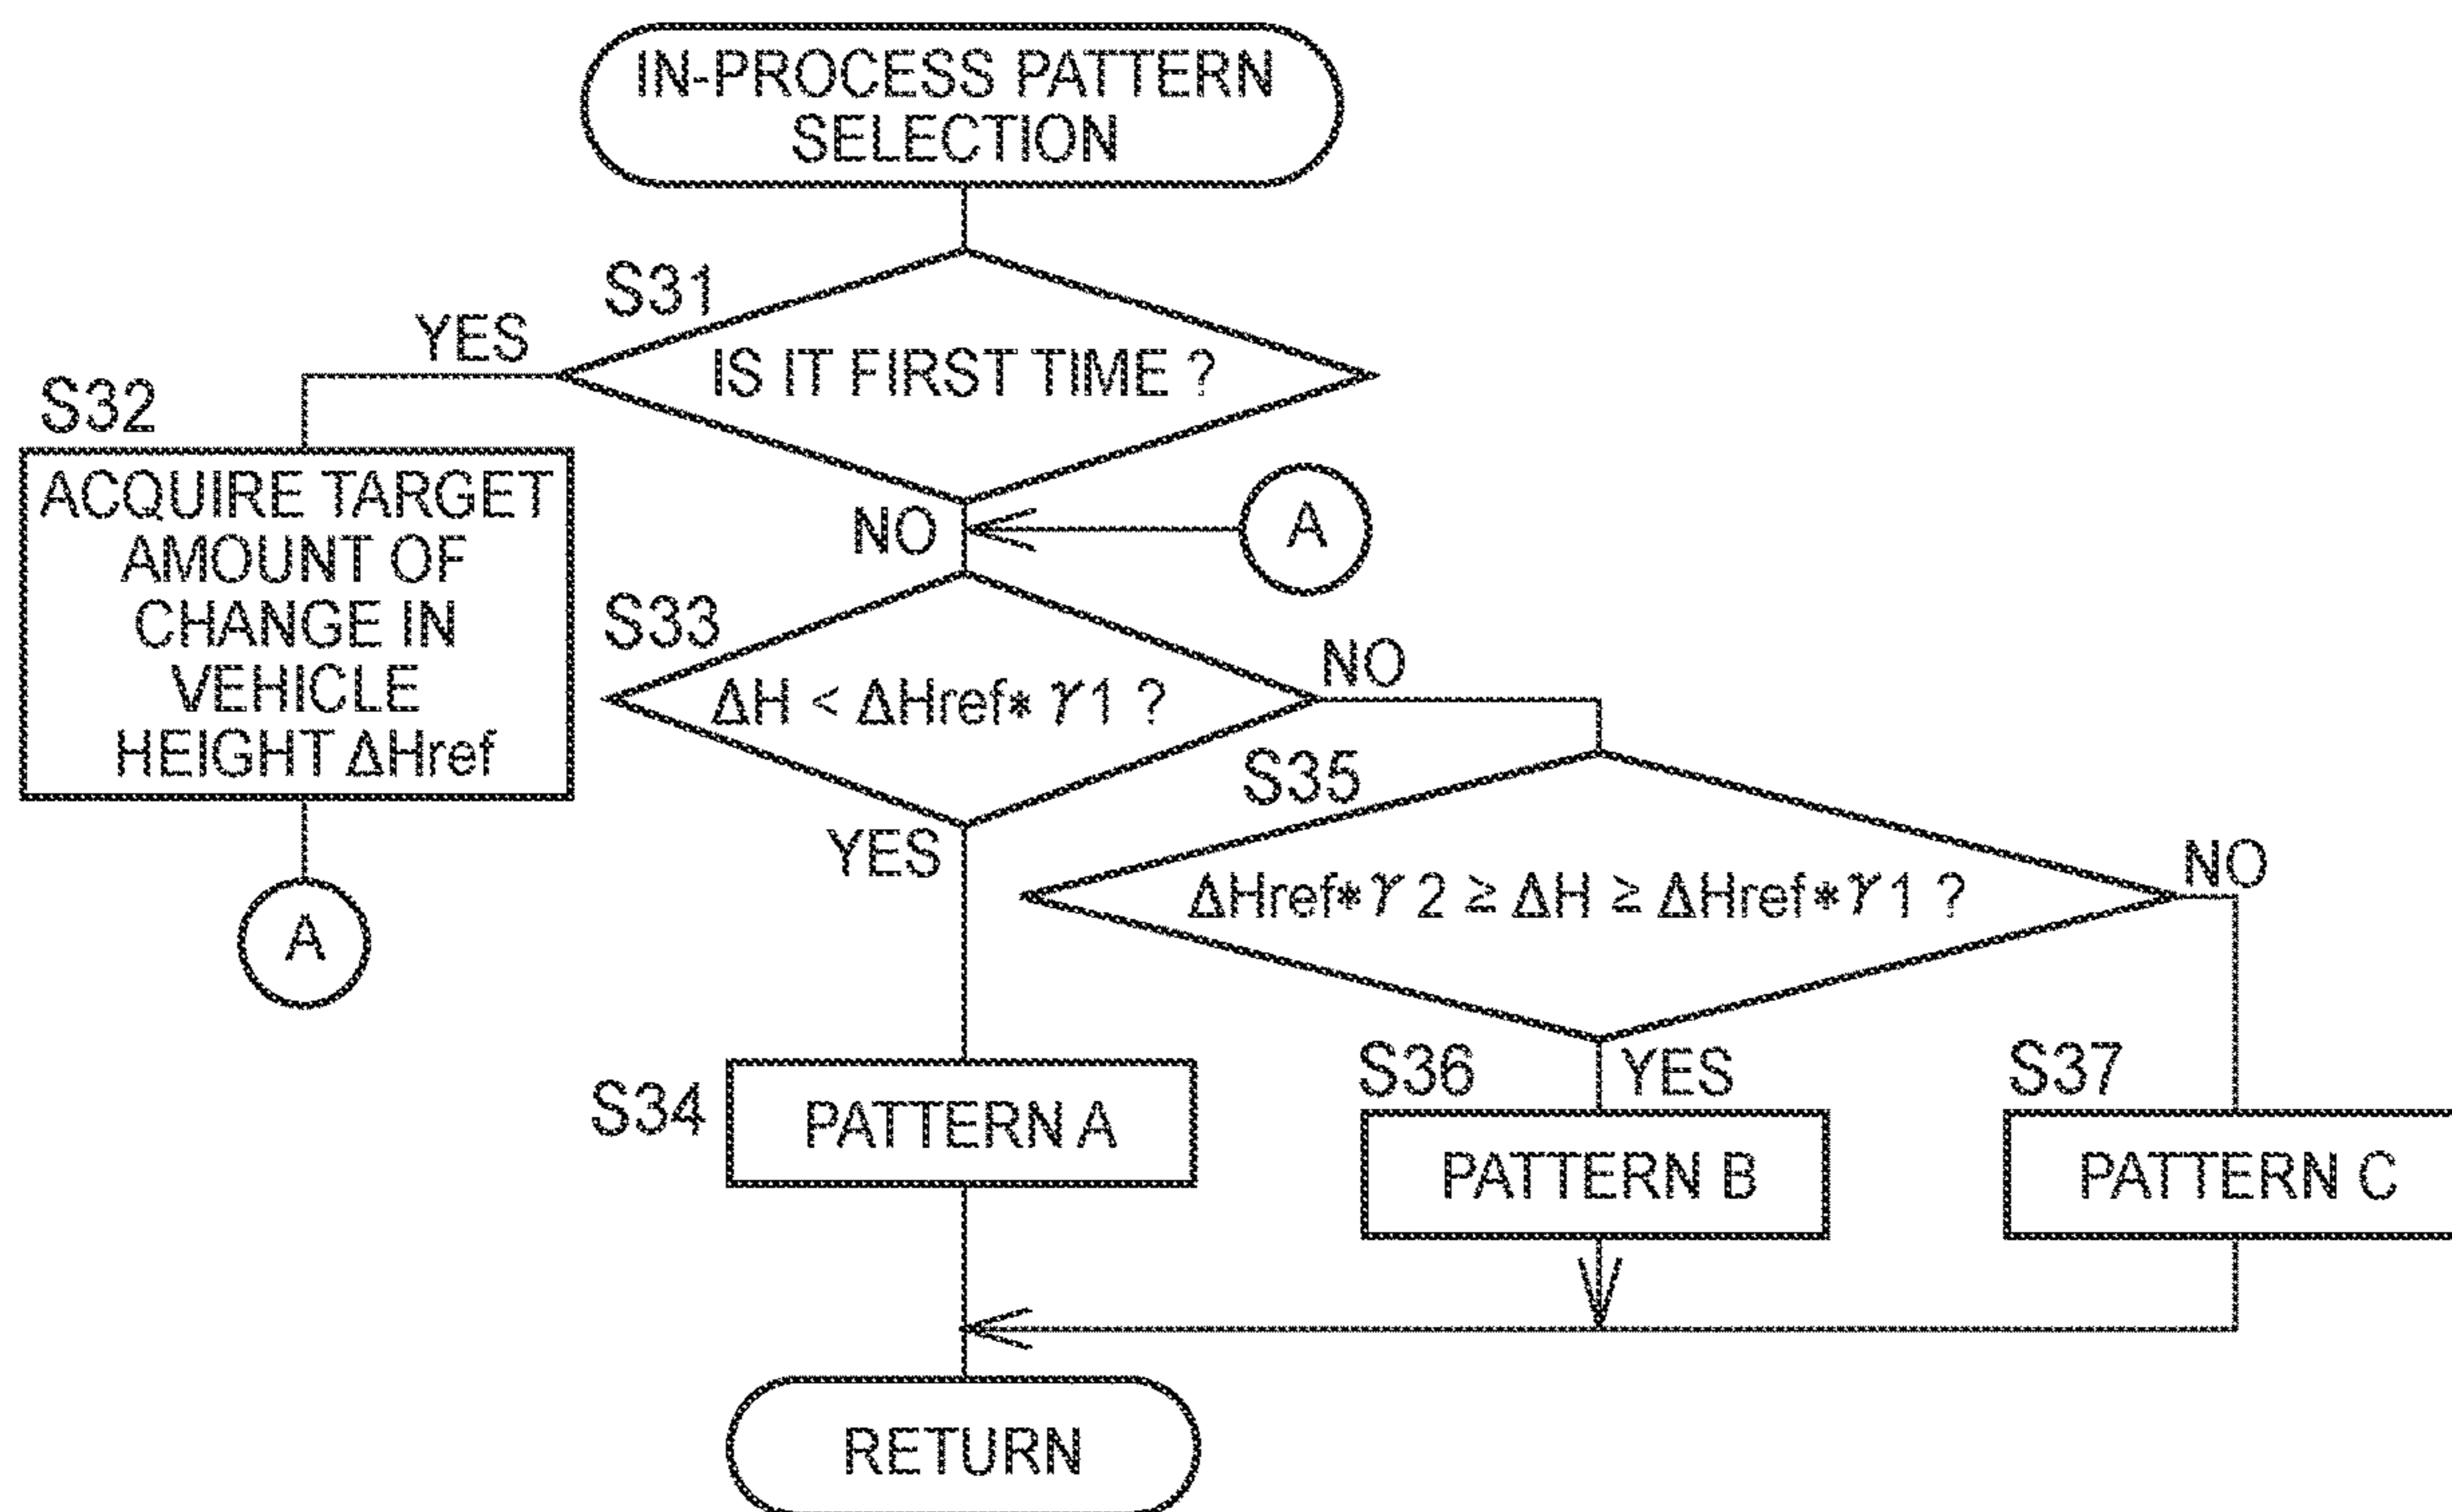 IN-PROCESS PATTERN
SELECTION
S31
YES
IS IT FIRST TIME ?
S32
ACQUIRE TARGET
AMOUNT OF
CHANGE IN
VEHICLE
HEIGHT ΔHref
A
NO
A
S33
ΔH < ΔHref*γ1 ?
NO
YES
S35
ΔHref*γ2 ≧ ΔH ≧ ΔHref*γ1 ?
NO
YES
S34
PATTERN A
S36
PATTERN B
S37
PATTERN C
RETURN